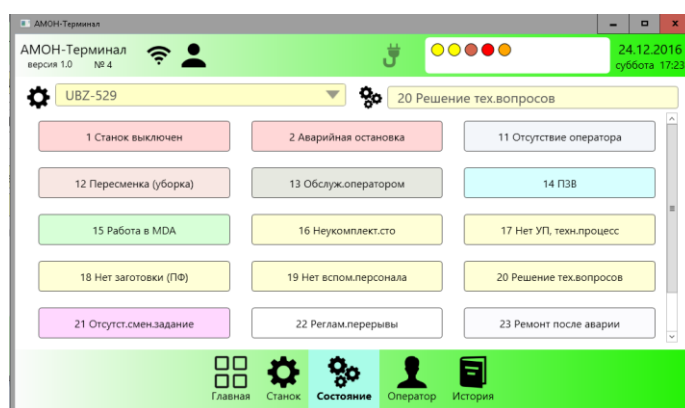 АМОН-Терминал
АМОН-Терминал
версия 1.0 № 4
24.12.2016
суббота 17:23
UBZ-529
20 Решение тех.вопросов
1 Станок выключен
2 Аварийная остановка
11 Отсутствие оператора
12 Пересменка (уборка)
13 Обслуж.оператором
14 ПЗВ
15 Работа в MDA
16 Неукомплект.сто
17 Нет УП, техн.процесс
18 Нет заготовки (ПФ)
19 Нет вспом.персонала
20 Решение тех.вопросов
21 Отсутст.смен.задание
22 Реглам.перерывы
23 Ремонт после аварии
Главная
Станок
Состояние
Оператор
История